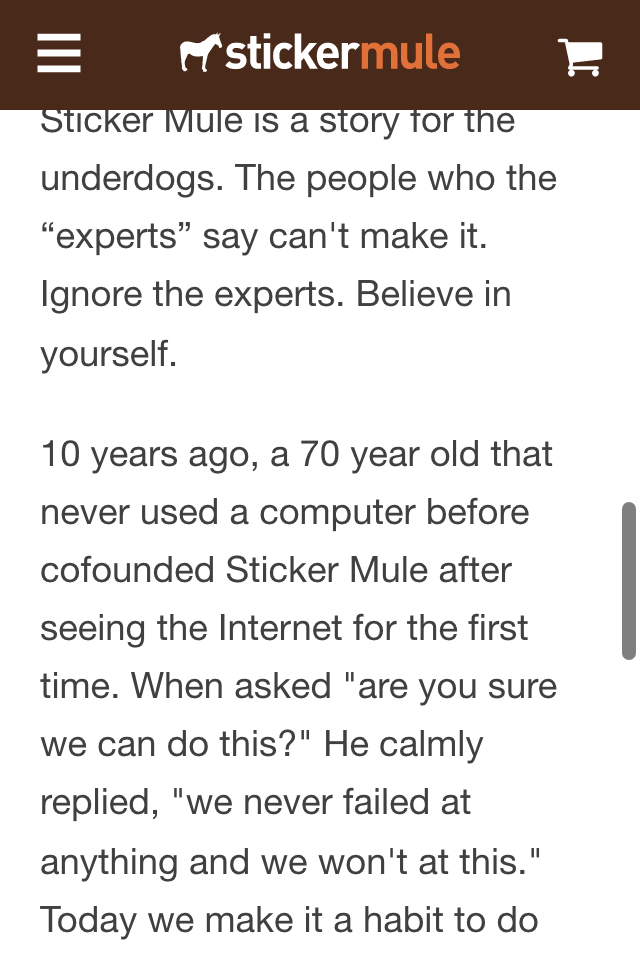 stickermule
Sticker Mule is a story for the
underdogs. The people who the
“experts” say can't make it.
Ignore the experts. Believe in
yourself.
10 years ago, a 70 year old that
never used a computer before
cofounded Sticker Mule after
seeing the Internet for the first
time. When asked "are you sure
we can do this?" He calmly
replied, "we never failed at
anything and we won't at this."
Today we make it a habit to do